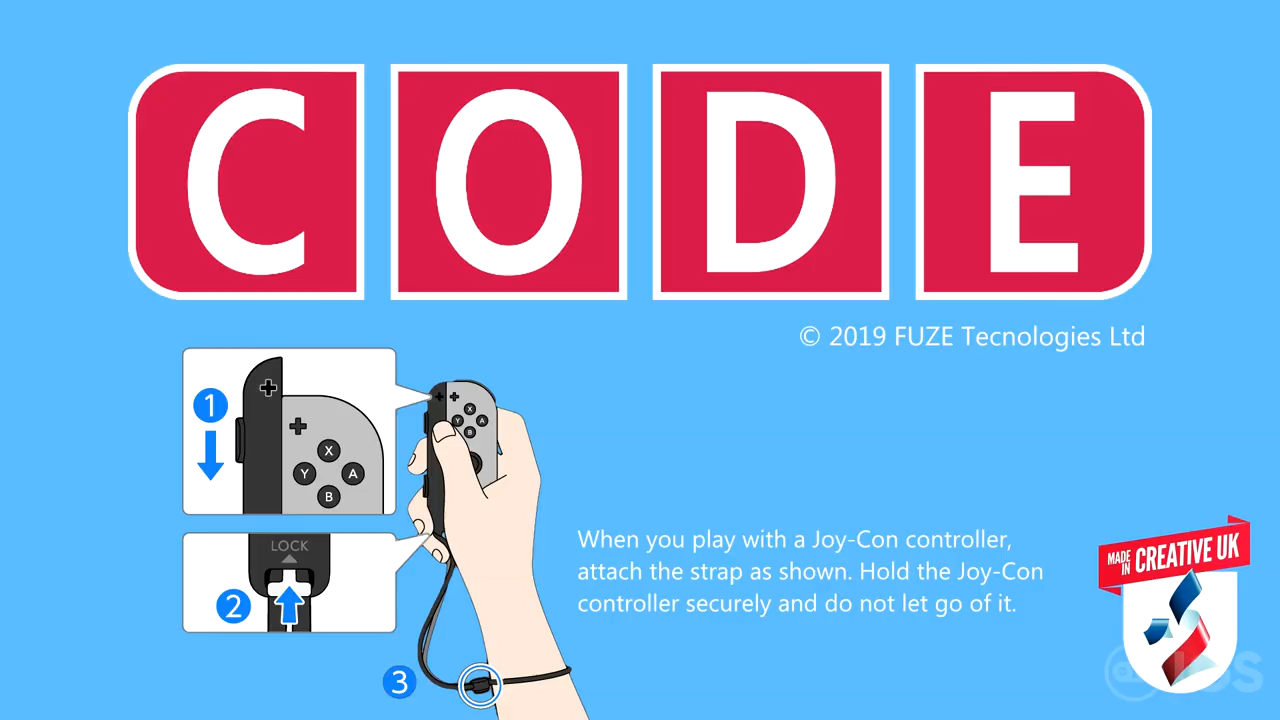 CODE
© 2019 FUZE Tecnologies Ltd
1
X
Y
A
B
X
Y
A
B
LOCK
2
3
When you play with a Joy-Con controller,
attach the strap as shown. Hold the Joy-Con
controller securely and do not let go of it.
MADE IN CREATIVE UK